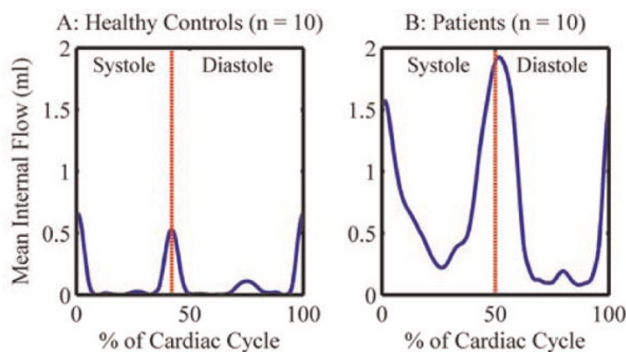 A: Healthy Controls (n = 10)
B: Patients (n = 10)
Mean Internal Flow (ml)
2
1.5
1
0.5
0
Systole
Diastole
0
50
100
% of Cardiac Cycle
2
1.5
1
0.5
0
Systole
Diastole
0
50
100
% of Cardiac Cycle